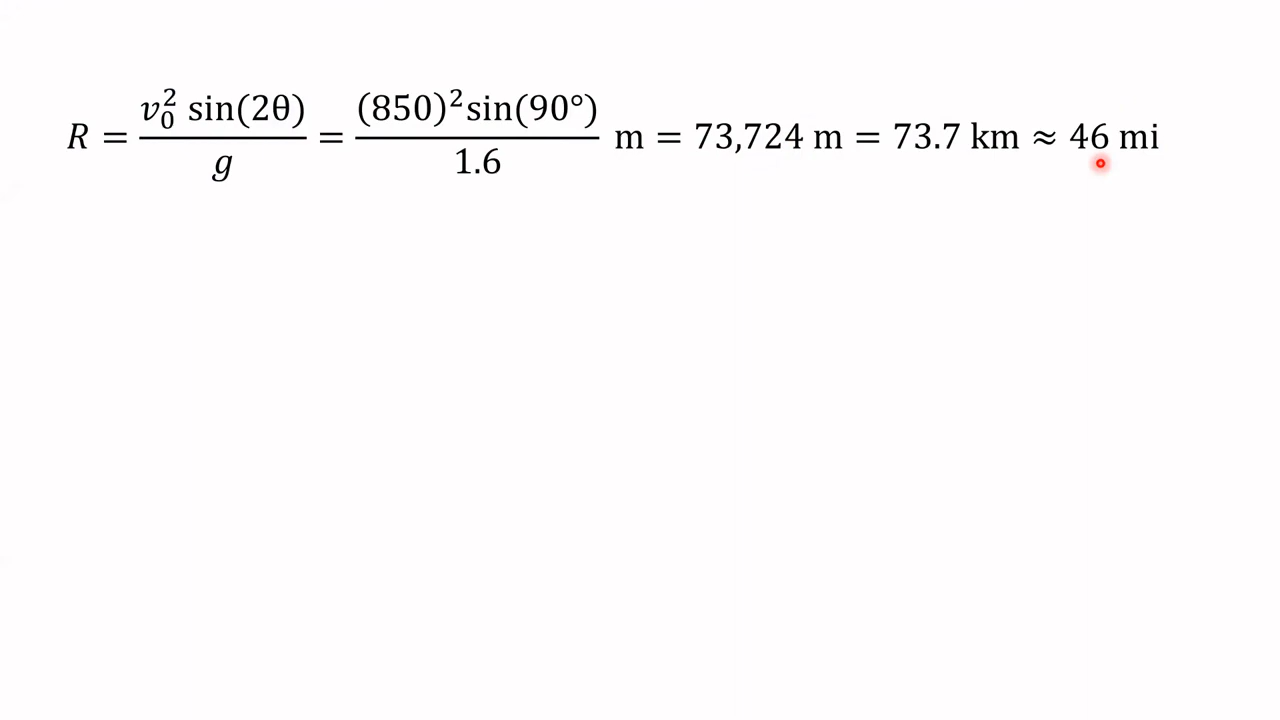 R = v₀² sin(2θ) / g = (850)² sin(90°) / 1.6 m = 73,724 m = 73.7 km ≈ 46 mi